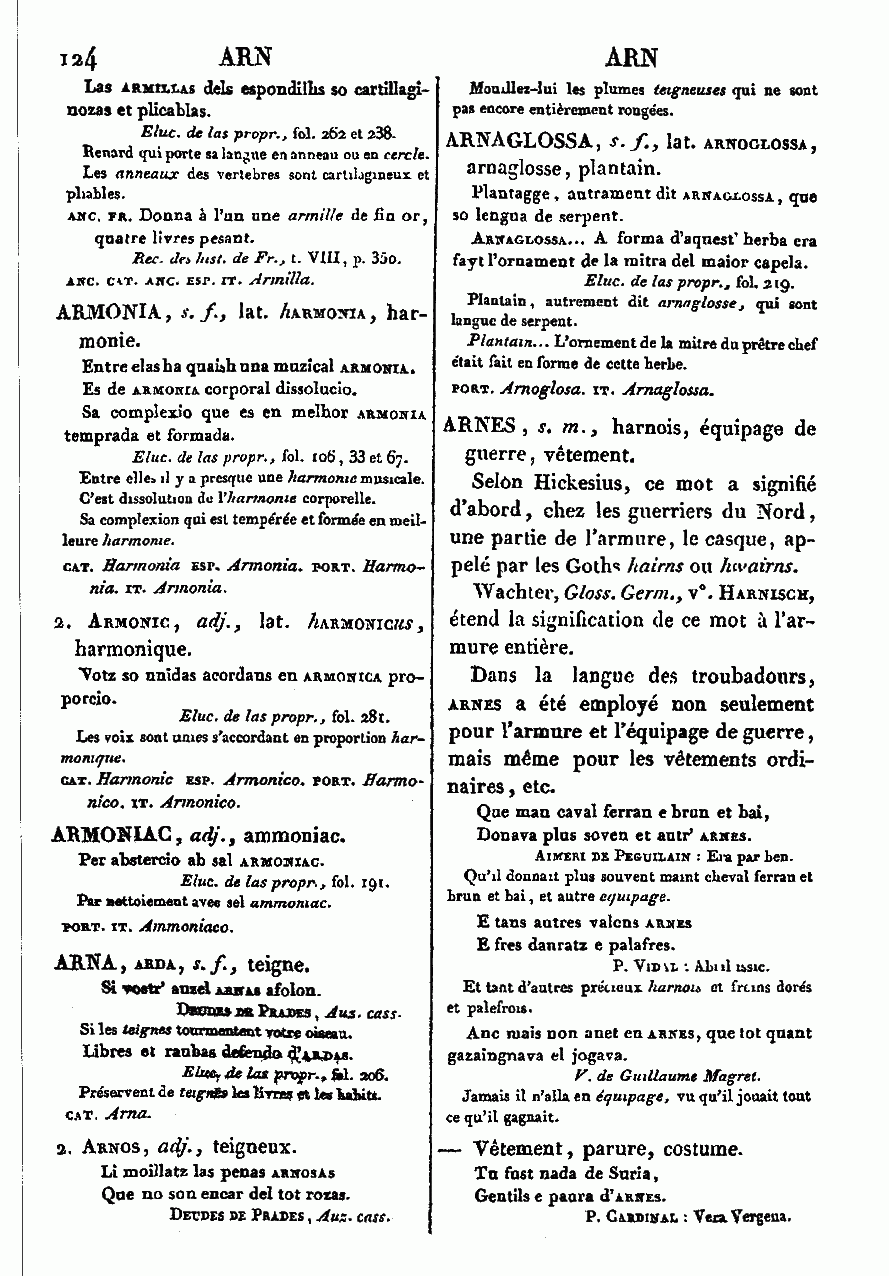 124 ARN ARN
Las ARMILLAS dels espondilhs so cartillagi-
nozas et plicablas.
Eluc. de las propr., fol. 262 et 238.
Renard qui porte sa langue en anneau ou en cercle.
Les anneaux des vertebres sont cartilagineux et
pliables.
ANC. FR. Donna à l'un une armille de fin or,
quatre livres pesant.
Rec. des hist. de Fr., t. VIII, p. 350.
ANC. CAT. ANC. ESP. IT. Armilla.
ARMONIA, s. f., lat. hARMONIA, har-
monie.
Entre elas ha quaish una muzical ARMONIA.
Es de ARMONIA corporal dissolucio.
Sa complexio que es en melhor ARMONIA
temprada et formada.
Eluc. de las propr., fol. 106, 33 et 67.
Entre elles il y a presque une harmonie musicale.
C'est dissolution de l'harmonie corporelle.
Sa complexion qui est tempérée et formée en meil-
leure harmonie.
CAT. Harmonia ESP. Armonia. PORT. Harmo-
nia. IT. Armonia.
2. ARMONIC, adj., lat. hARMONICus,
harmonique.
Votz so unidas acordans en ARMONICA pro-
porcio.
Eluc. de las propr., fol. 281.
Les voix sont unies s'accordant en proportion har-
monique.
CAT. Harmonic ESP. Armonico. PORT. Harmo-
nico. IT. Armonico.
ARMONIAC, adj., ammoniac.
Per abstercio ab sal ARMONIAC.
Eluc. de las propr., fol. 191.
Par nettoiement avec sel ammoniac.
PORT. IT. Ammoniaco.
ARNA, ARDA, s. f., teigne.
Si vostr' auzel ARNAS afolon.
DEUDES DE PRADES, Auz. cass.
Si les teignes tourmentent votre oiseau.
Libres et raubas defendo d'ARDAS.
Eluc. de las propr., fol. 206.
Préservent de teignes les livres et les habits.
CAT. Arna.
2. ARNOS, adj., teigneux.
Li moillatz las penas ARNOSAS
Que no son encar del tot rozas.
DEUDES DE PRADES, Auz. cass.
Mouillez-lui les plumes teigneuses qui ne sont
pas encore entièrement rongées.
ARNAGLOSSA, s. f., lat. ARNOGLOSSA,
arnaglosse, plantain.
Plantagge, autrament dit ARNAGLOSSA, que
so lengua de serpent.
ARNAGLOSSA... A forma d'aquest' herba era
fayt l'ornament de la mitra del maior capela.
Eluc. de las propr., fol. 219.
Plantain, autrement dit arnaglosse, qui sont
langue de serpent.
Plantain... L'ornement de la mitre du prêtre chef
était fait en forme de cette herbe.
PORT. Arnoglosa. IT. Arnaglossa.
ARNES, s. m., harnois, équipage de
guerre, vêtement.
Selon Hickesius, ce mot a signifié
d'abord, chez les guerriers du Nord,
une partie de l'armure, le casque, ap-
pelé par les Goths hairns ou hwairns.
Wachter, Gloss. Germ., v°. HARNISCH,
étend la signification de ce mot à l'ar-
mure entière.
Dans la langue des troubadours,
ARNES a été employé non seulement
pour l'armure et l'équipage de guerre,
mais même pour les vêtements ordi-
naires, etc.
Que man caval ferran e brun et bai,
Donava plus soven et autr' ARNES.
AIMERI DE PEGUILAIN : Era par ben.
Qu'il donnait plus souvent maint cheval ferran et
brun et bai, et autre equipage.
E tans autres valens ARNES
E fres dauratz e palafres.
P. VIDAL : Abril issic.
Et tant d'autres précieux harnois et freins dorés
et palefrois.
Anc mais non anet en ARNES, que tot quant
gazaingnava el jogava.
V. de Guillaume Magret.
Jamais il n'alla en équipage, vu qu'il jouait tout
ce qu'il gagnait.
— Vêtement, parure, costume.
Tu fust nada de Suria,
Gentils e paura d'ARNES.
P. CARDINAL : Vera Vergena.